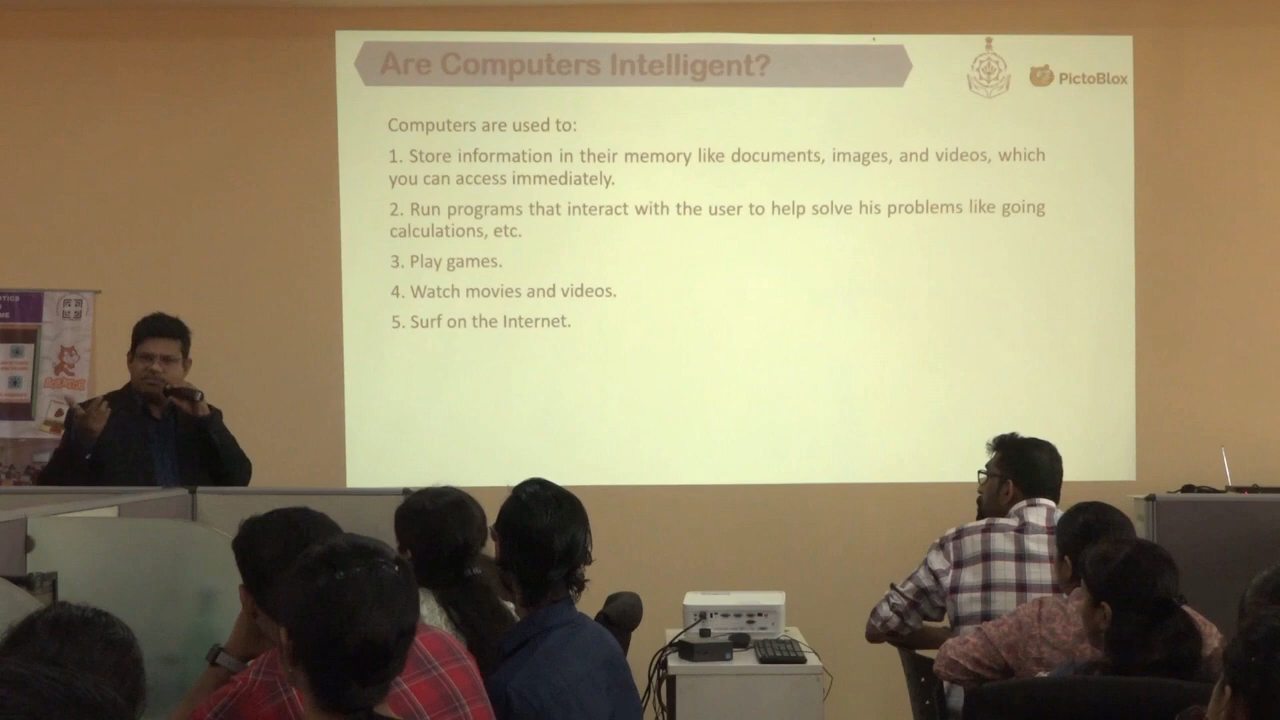 Are Computers Intelligent?
PictoBlox
Computers are used to:
1. Store information in their memory like documents, images, and videos, which
you can access immediately.
2. Run programs that interact with the user to help solve his problems like going
calculations, etc.
3. Play games.
4. Watch movies and videos.
5. Surf on the Internet.